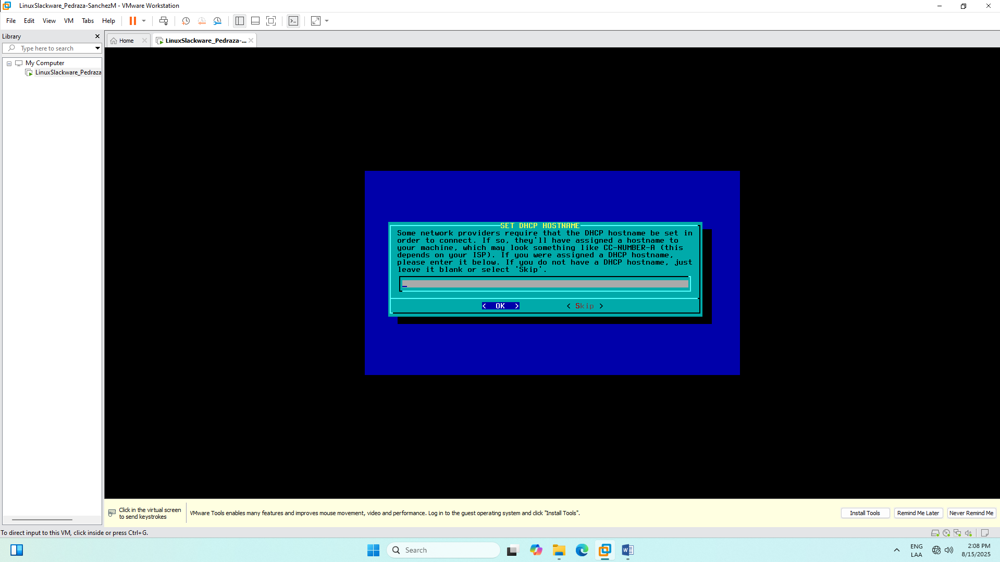 LinuxSlackware_Pedraza-SanchezM - VMware Workstation
File Edit View VM Tabs Help
Library
Home
LinuxSlackware_Pedraza-...
Type here to search
My Computer
LinuxSlackware_Pedraza
SET DHCP HOSTNAME
Some network providers require that the DHCP hostname be set in
order to connect. If so, they'll have assigned a hostname to
your machine, which may look something like CC-NUMBER-A (this
depends on your ISP). If you were assigned a DHCP hostname,
please enter it below. If you do not have a DHCP hostname, just
leave it blank or select 'Skip'.
< OK > < Skip >
Click in the virtual screen
to send keystrokes
VMware Tools enables many features and improves mouse movement, video and performance. Log in to the guest operating system and click "Install Tools".
Install Tools
Remind Me Later
Never Remind Me
To direct input to this VM, click inside or press Ctrl+G.
Search
ENG
LAA
2:08 PM
8/15/2025